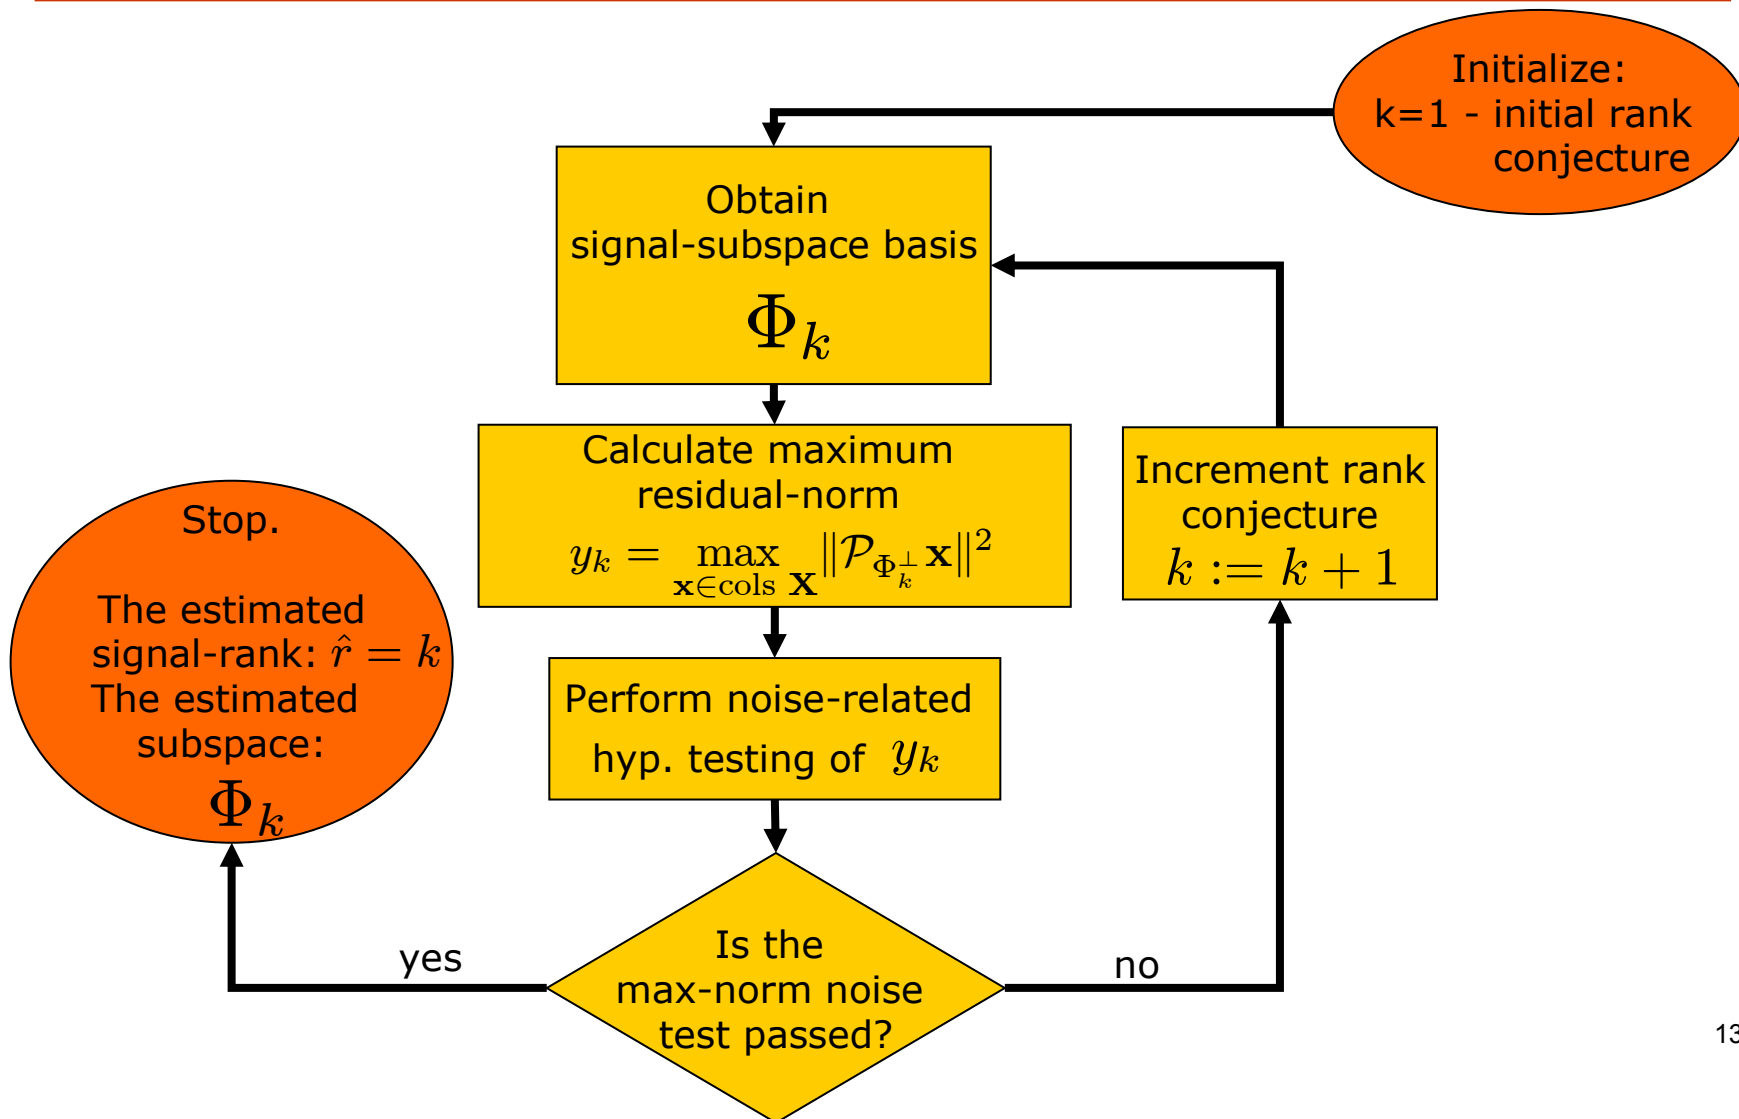 Initialize:
k=1 - initial rank
conjecture
Obtain
signal-subspace basis
Φ_k
Calculate maximum
residual-norm
y_k = max_{𝐱∈cols 𝐗} ‖𝒫_{Φ_k^⊥} 𝐱‖²
Increment rank
conjecture
k := k + 1
Perform noise-related
hyp. testing of y_k
Is the
max-norm noise
test passed?
yes
no
Stop.
The estimated
signal-rank: r̂ = k
The estimated
subspace:
Φ_k
13